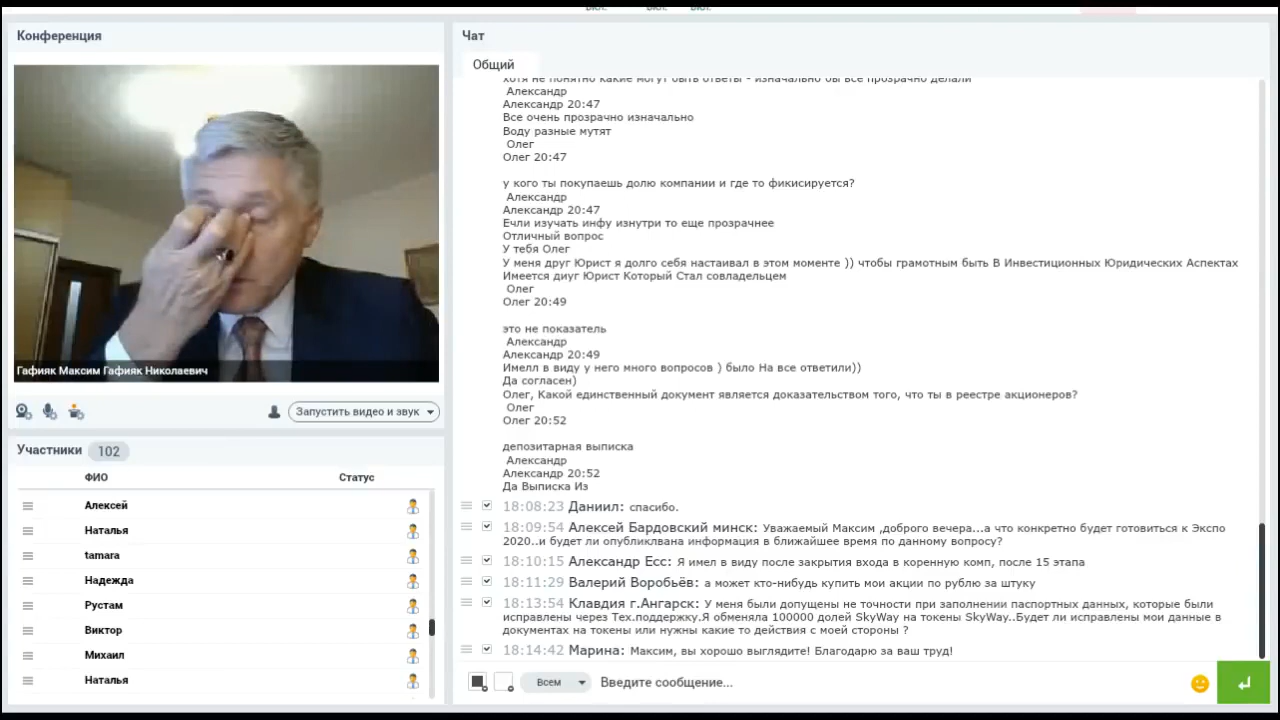 вкл. вкл. вкл.
Конференция
Гафияк Максим Гафияк Николаевич
Запустить видео и звук
Участники 102
ФИО Статус
Алексей
Наталья
tamara
Надежда
Рустам
Виктор
Михаил
Наталья
Чат
Общий
хотя не понятно какие могут быть ответы - изначально бы все прозрачно делали
Александр
Александр 20:47
Все очень прозрачно изначально
Воду разные мутят
Олег
Олег 20:47
у кого ты покупаешь долю компании и где то фикисируется?
Александр
Александр 20:47
Ечли изучать инфу изнутри то еще прозрачнее
Отличный вопрос
У тебя Олег
У меня друг Юрист я долго себя настаивал в этом моменте )) чтобы грамотным быть В Инвестиционных Юридических Аспектах
Имеется диуг Юрист Который Стал совладельцем
Олег
Олег 20:49
это не показатель
Александр
Александр 20:49
Имелл в виду у него много вопросов ) было На все ответили))
Да согласен)
Олег, Какой единственный документ является доказательством того, что ты в реестре акционеров?
Олег
Олег 20:52
депозитарная выписка
Александр
Александр 20:52
Да Выписка Из
18:08:23 Даниил: спасибо.
18:09:54 Алексей Бардовский минск: Уважаемый Максим ,доброго вечера...а что конкретно будет готовиться к Экспо
2020..и будет ли опубликлвана информация в ближайшее время по данному вопросу?
18:10:15 Александр Есс: Я имел в виду после закрытия входа в коренную комп, после 15 этапа
18:11:29 Валерий Воробьёв: а может кто-нибудь купить мои акции по рублю за штуку
18:13:54 Клавдия г.Ангарск: У меня были допущены не точности при заполнении паспортных данных, которые были
исправлены через Тех.поддержку.Я обменяла 100000 долей SkyWay на токены SkyWay..Будет ли исправлены мои данные в
документах на токены или нужны какие то действия с моей стороны ?
18:14:42 Марина: Максим, вы хорошо выглядите! Благодарю за ваш труд!
Всем Введите сообщение...